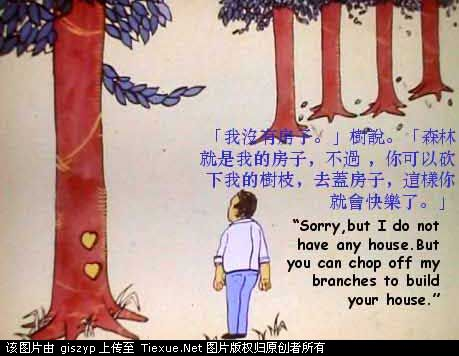 「我沒有房子。」樹說。「森林
就是我的房子，不過 ，你可以砍
下我的樹枝，去蓋房子，這樣你
就會快樂了。」
“Sorry,but I do not
have any house.But
you can chop off my
branches to build
your house.”
该图片由 giszyp 上传至 Tiexue.Net 图片版权归原创者所有